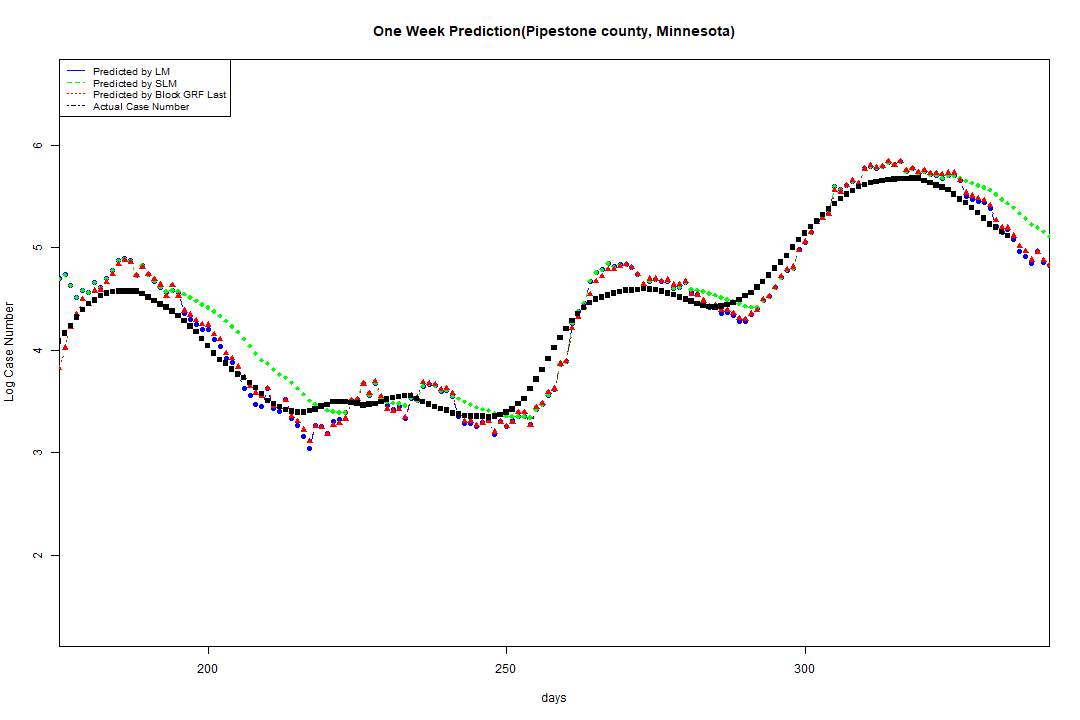 One Week Prediction(Pipestone county, Minnesota)
Predicted by LM
Predicted by SLM
Predicted by Block GRF Last
Actual Case Number
Log Case Number
6
5
4
3
2
200
250
300
days